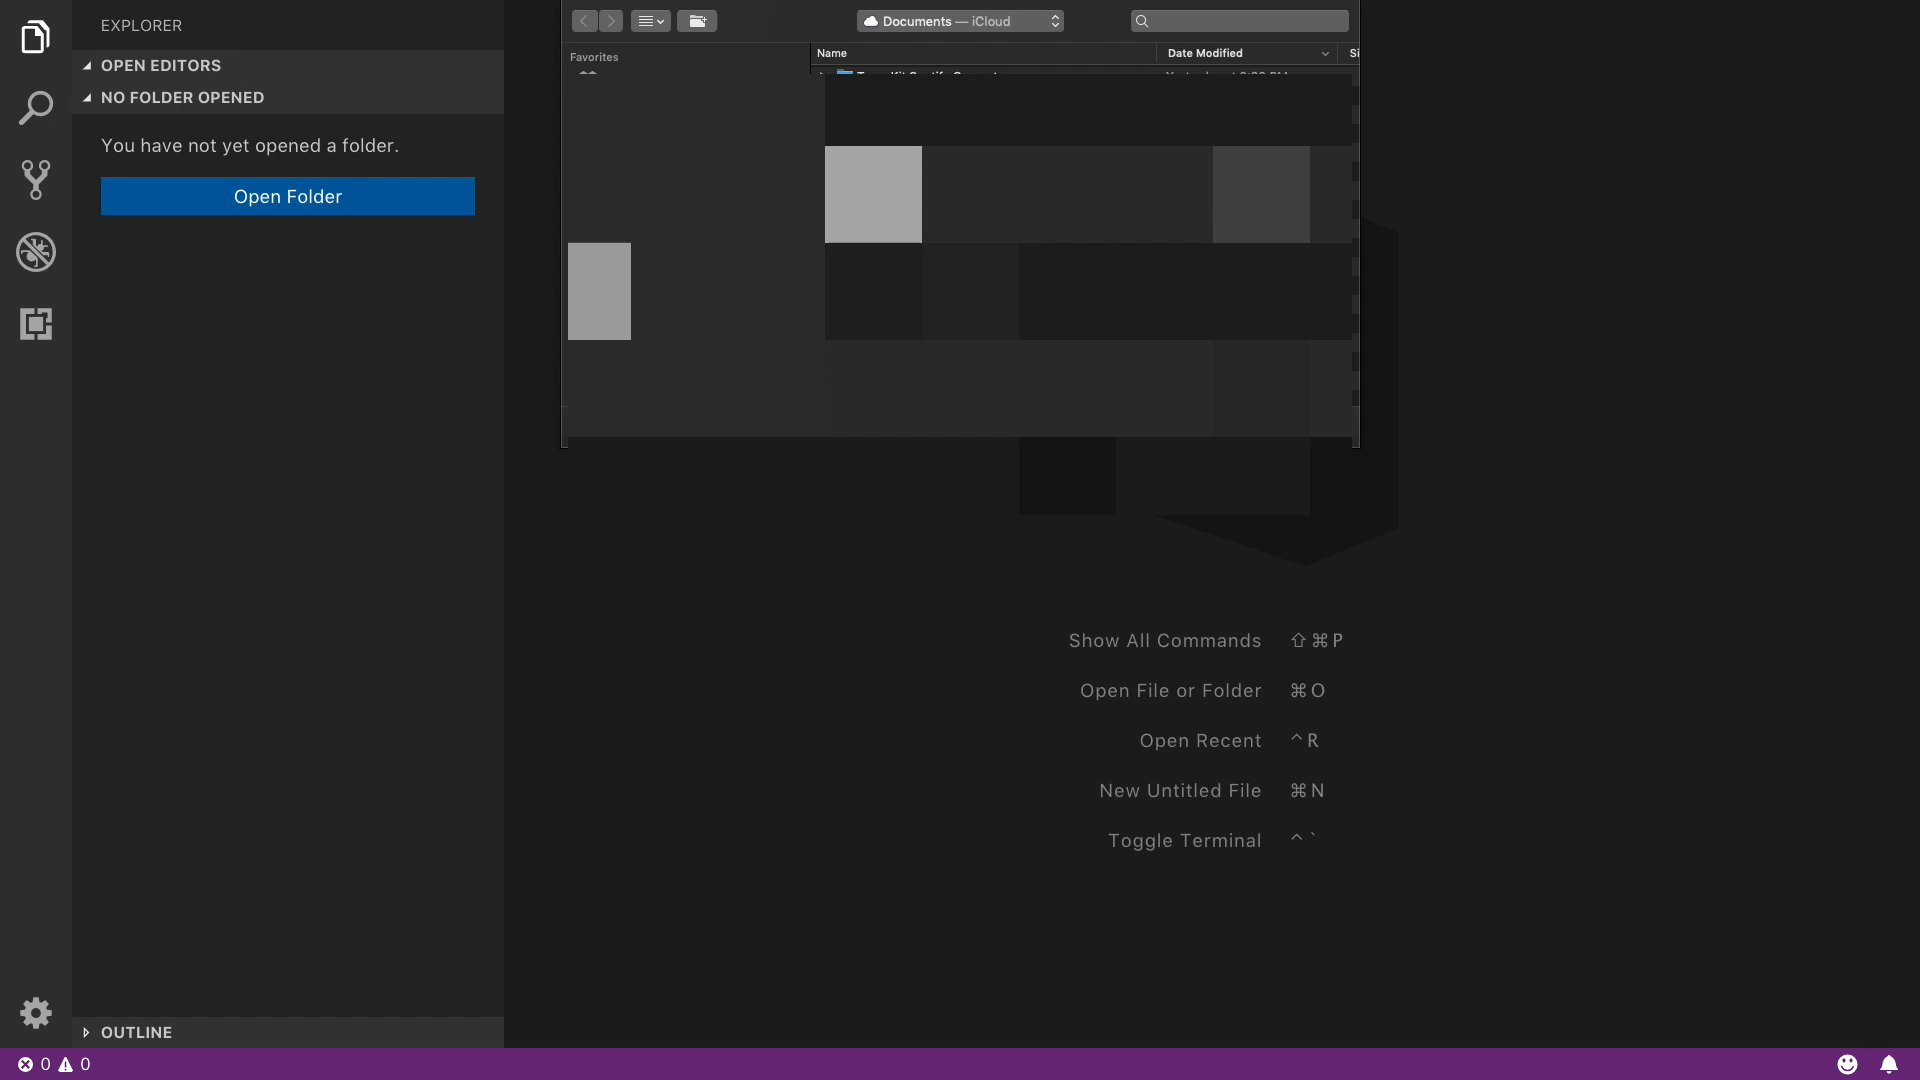 EXPLORER
OPEN EDITORS
NO FOLDER OPENED
You have not yet opened a folder.
Open Folder
OUTLINE
0 0
Documents — iCloud
Favorites
Name Date Modified
Show All Commands ⇧⌘P
Open File or Folder ⌘O
Open Recent ^R
New Untitled File ⌘N
Toggle Terminal ^`